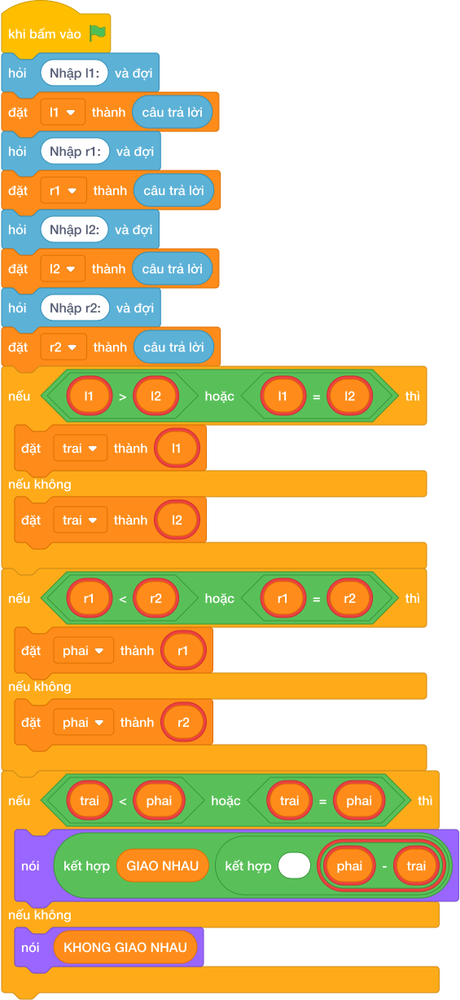 khi bấm vào
hỏi Nhập l1: và đợi
đặt l1 thành câu trả lời
hỏi Nhập r1: và đợi
đặt r1 thành câu trả lời
hỏi Nhập l2: và đợi
đặt l2 thành câu trả lời
hỏi Nhập r2: và đợi
đặt r2 thành câu trả lời
nếu l1 > l2 hoặc l1 = l2 thì
đặt trai thành l1
nếu không
đặt trai thành l2
nếu r1 < r2 hoặc r1 = r2 thì
đặt phai thành r1
nếu không
đặt phai thành r2
nếu trai < phai hoặc trai = phai thì
nói kết hợp GIAO NHAU kết hợp phai - trai
nếu không
nói KHONG GIAO NHAU